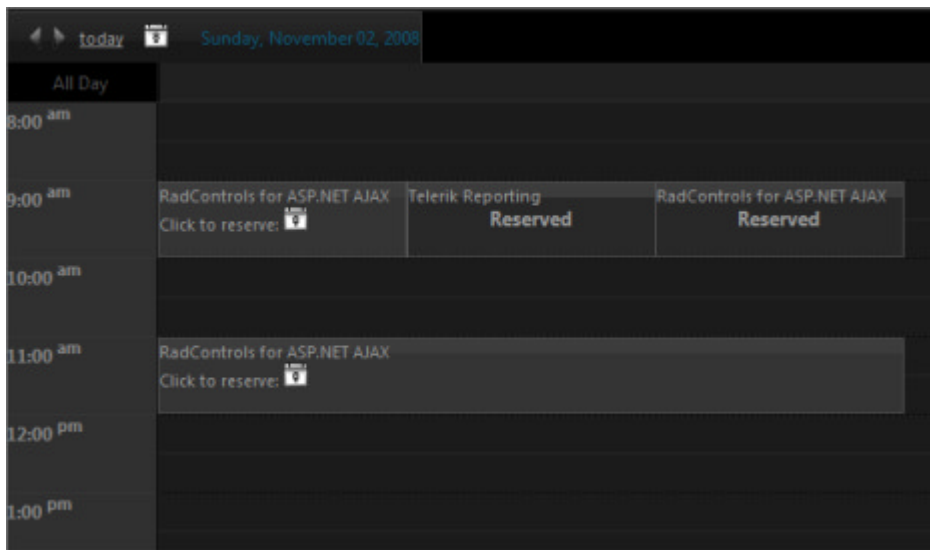 today Sunday, November 02, 2008
All Day
8:00 am
9:00 am
RadControls for ASP.NET AJAX
Click to reserve:
Telerik Reporting
Reserved
RadControls for ASP.NET AJAX
Reserved
10:00 am
11:00 am
RadControls for ASP.NET AJAX
Click to reserve:
12:00 pm
1:00 pm